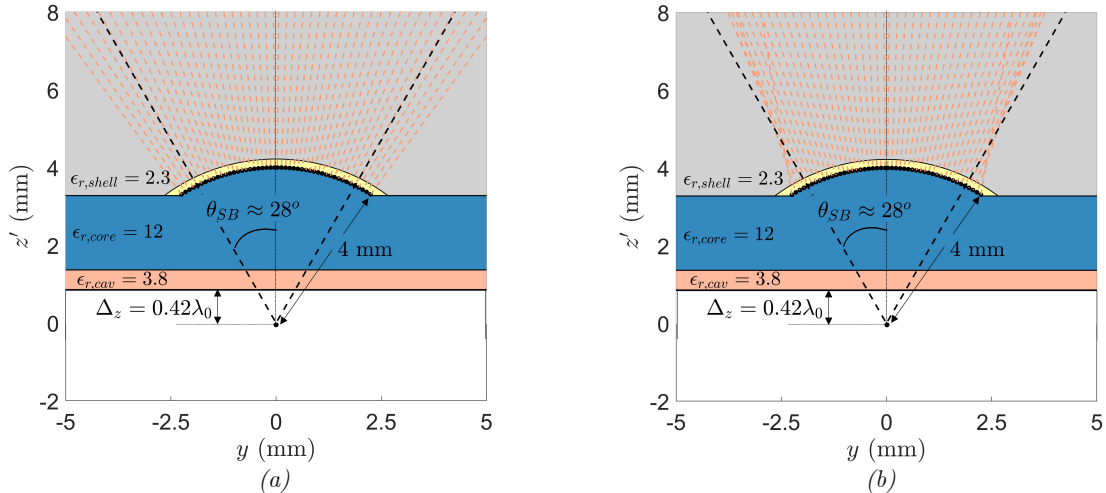 8
6
4
2
0
-2
z′ (mm)
ϵr,shell = 2.3
θSB ≈ 28o
ϵr,core = 12
4 mm
ϵr,cav = 3.8
Δz = 0.42λ0
-5
-2.5
0
2.5
5
y (mm)
(a)
8
6
4
2
0
-2
z′ (mm)
ϵr,shell = 2.3
θSB ≈ 28o
ϵr,core = 12
4 mm
ϵr,cav = 3.8
Δz = 0.42λ0
-5
-2.5
0
2.5
5
y (mm)
(b)